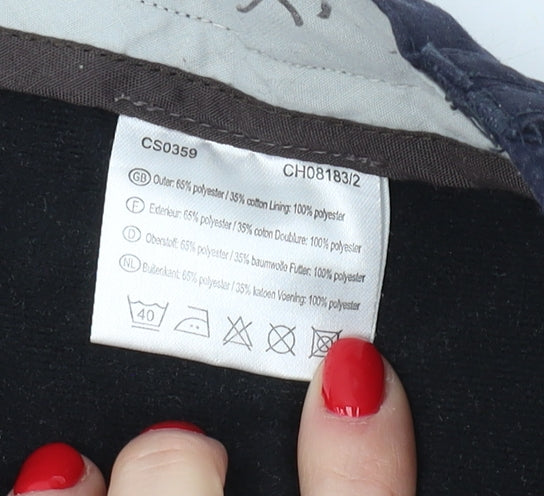 CS0359
CH08183/2
GB Outer: 65% polyester / 35% cotton Lining: 100% polyester
F Exterieur: 65% polyester / 35% coton Doublure: 100% polyester
D Oberstoff: 65% polyester / 35% baumwolle Futter: 100% polyester
NL Buitenkant: 65% polyester / 35% katoen Voering: 100% polyester
40